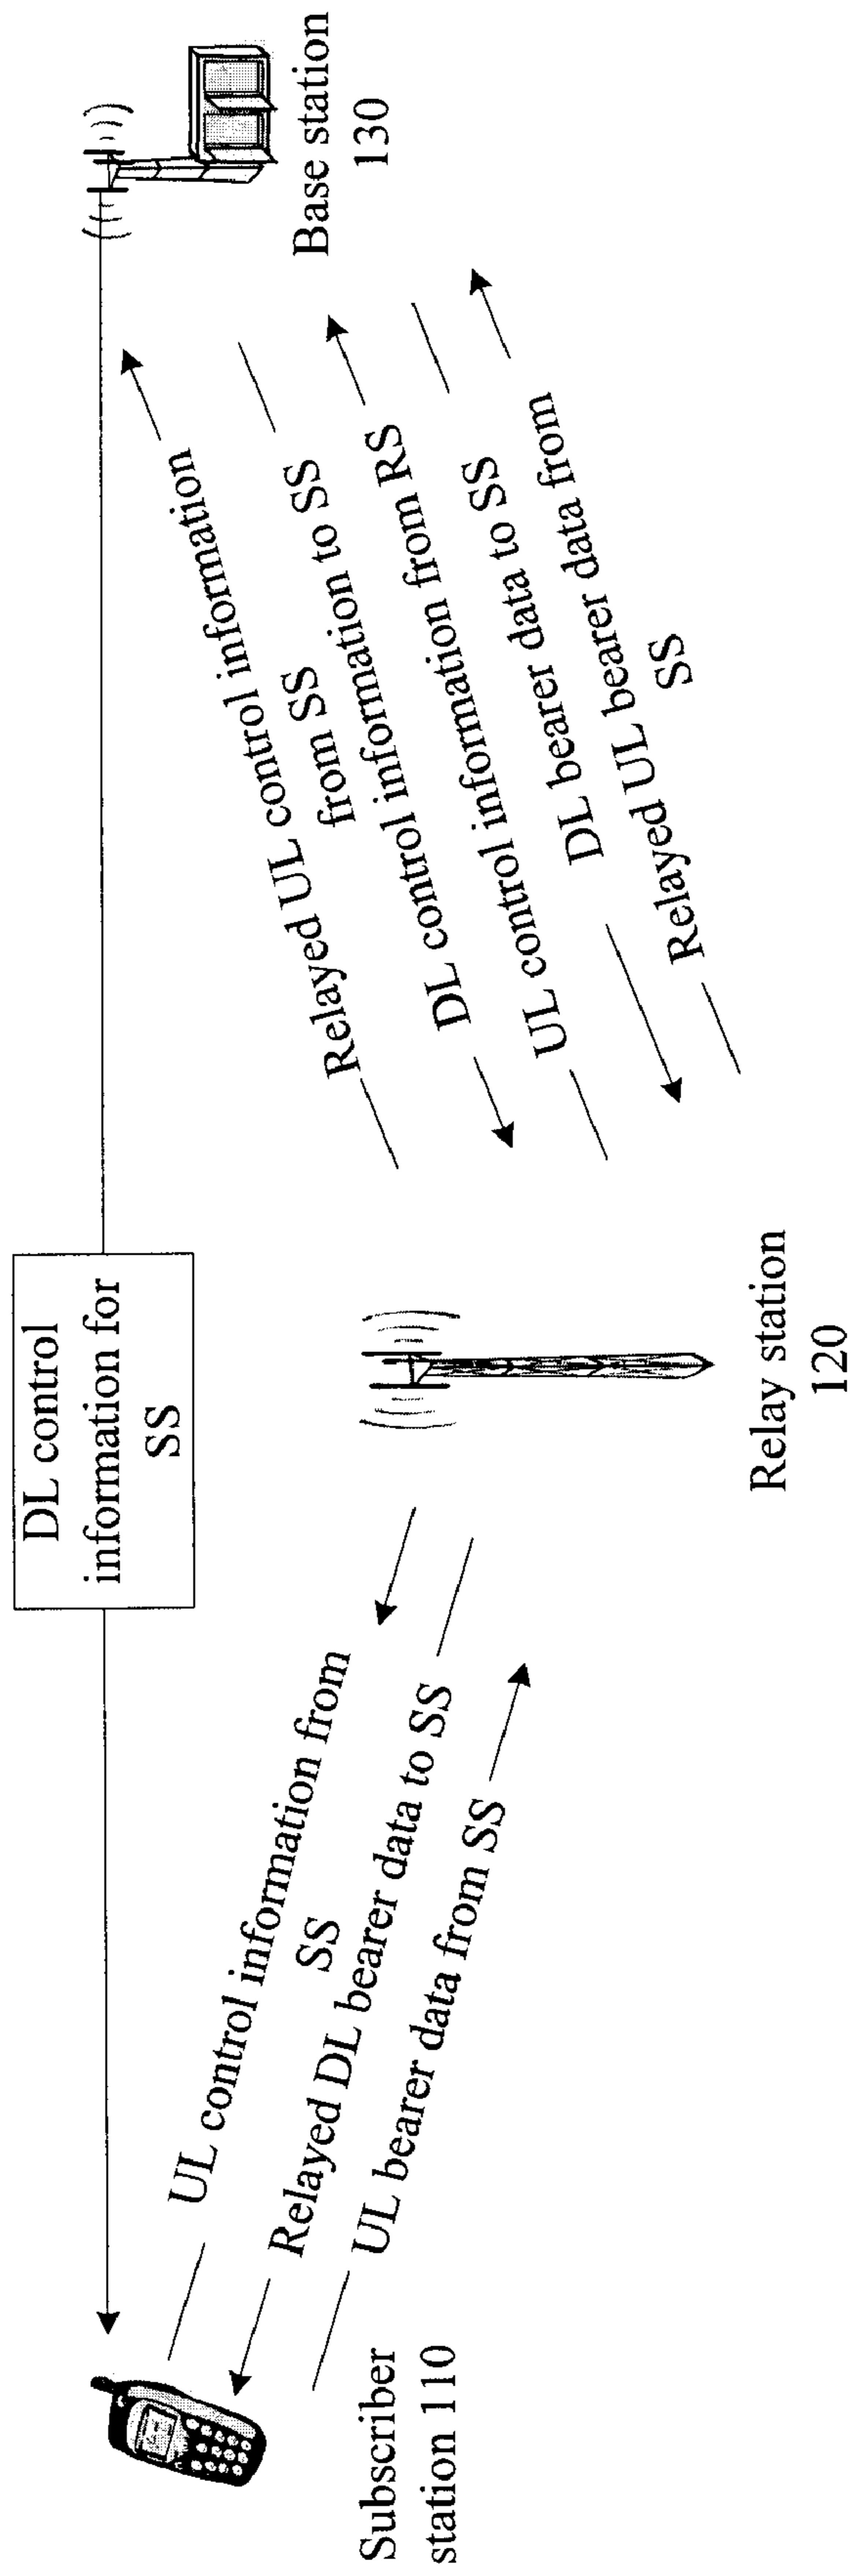 DL control
information for
SS
Base station
130
Relayed UL control information
from SS
from information to SS
DL control information from RS
UL control information data to SS
DL bearer data from
Relayed UL bearer data
SS
Relay station
120
UL control information from
SS
Relayed DL bearer data to SS
UL bearer data from SS
Subscriber
station 110